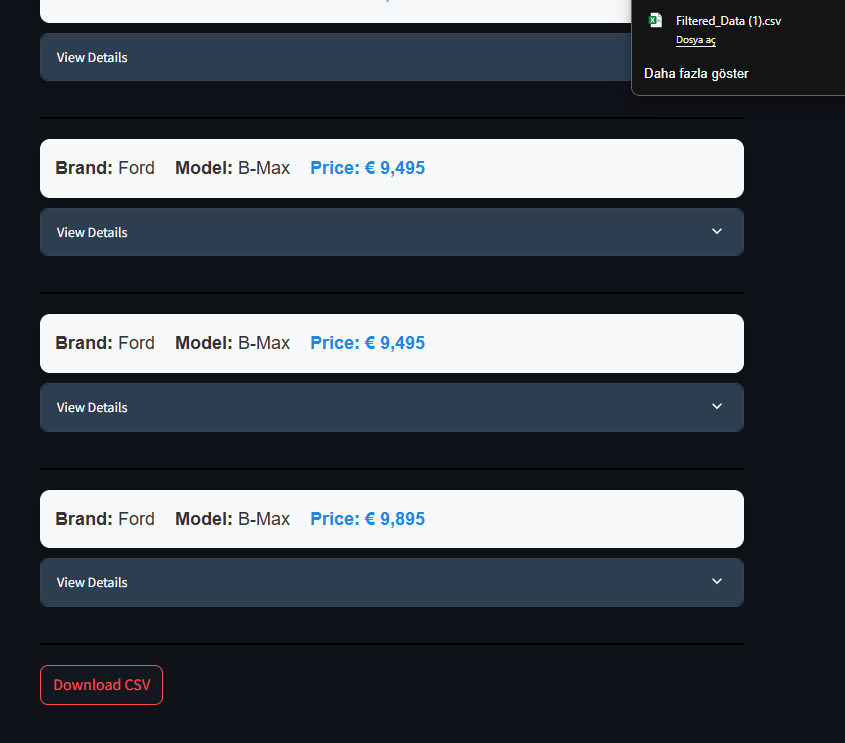 Filtered_Data (1).csv
Dosya aç
Daha fazla göster
View Details
Brand: Ford Model: B-Max Price: € 9,495
View Details
Brand: Ford Model: B-Max Price: € 9,495
View Details
Brand: Ford Model: B-Max Price: € 9,895
View Details
Download CSV